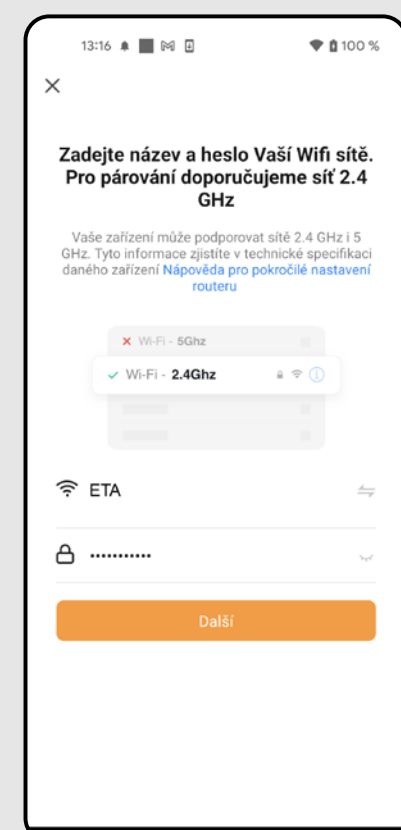 13:16 100 %
Zadejte název a heslo Vaší Wifi sítě.
Pro párování doporučujeme síť 2.4
GHz
Vaše zařízení může podporovat sítě 2.4 GHz i 5
GHz. Tyto informace zjistíte v technické specifikaci
daného zařízení Nápověda pro pokročilé nastavení
routeru
Wi-Fi - 5Ghz
Wi-Fi - 2.4Ghz
ETA
•••••••••••
Další